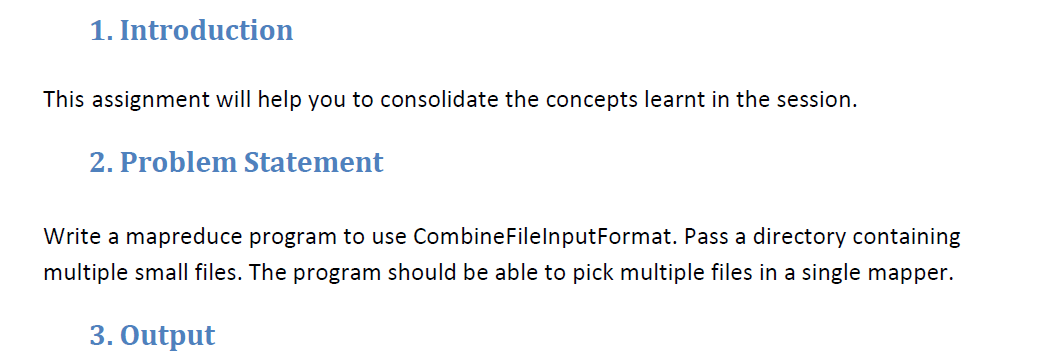 1. Introduction
This assignment will help you to consolidate the concepts learnt in the session.
2. Problem Statement
Write a mapreduce program to use CombineFileInputFormat. Pass a directory containing
multiple small files. The program should be able to pick multiple files in a single mapper.
3. Output